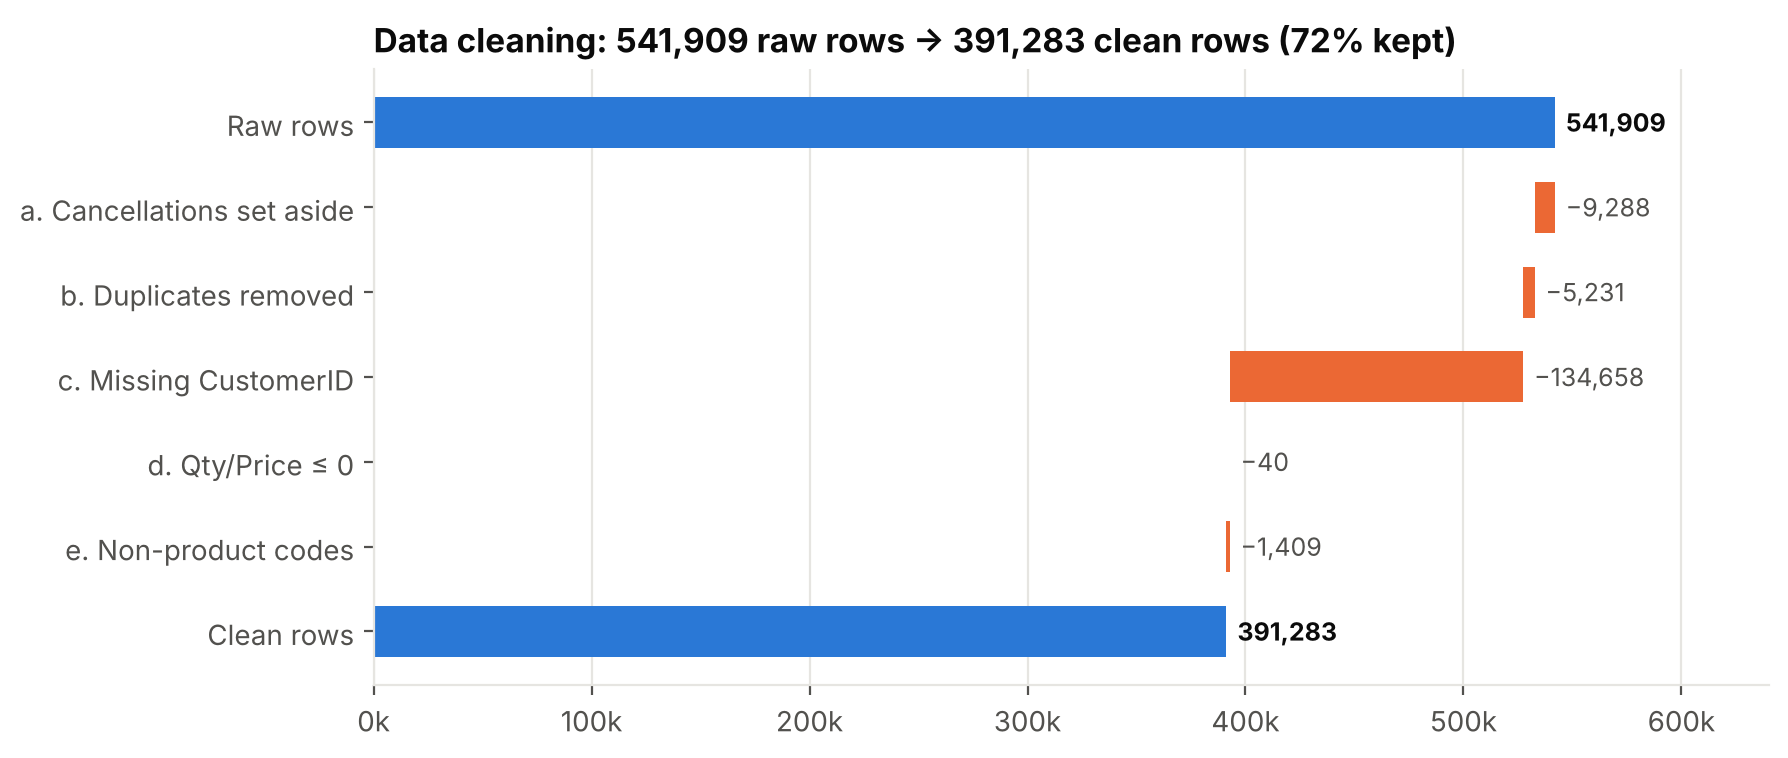 Data cleaning: 541,909 raw rows → 391,283 clean rows (72% kept)
Raw rows 541,909
a. Cancellations set aside −9,288
b. Duplicates removed −5,231
c. Missing CustomerID −134,658
d. Qty/Price ≤ 0 −40
e. Non-product codes −1,409
Clean rows 391,283
0k 100k 200k 300k 400k 500k 600k